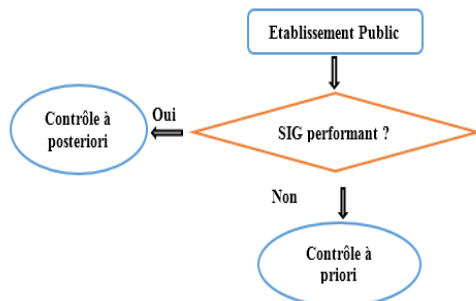 Etablissement Public
Oui
Contrôle à
posteriori
SIG performant ?
Non
Contrôle à
priori